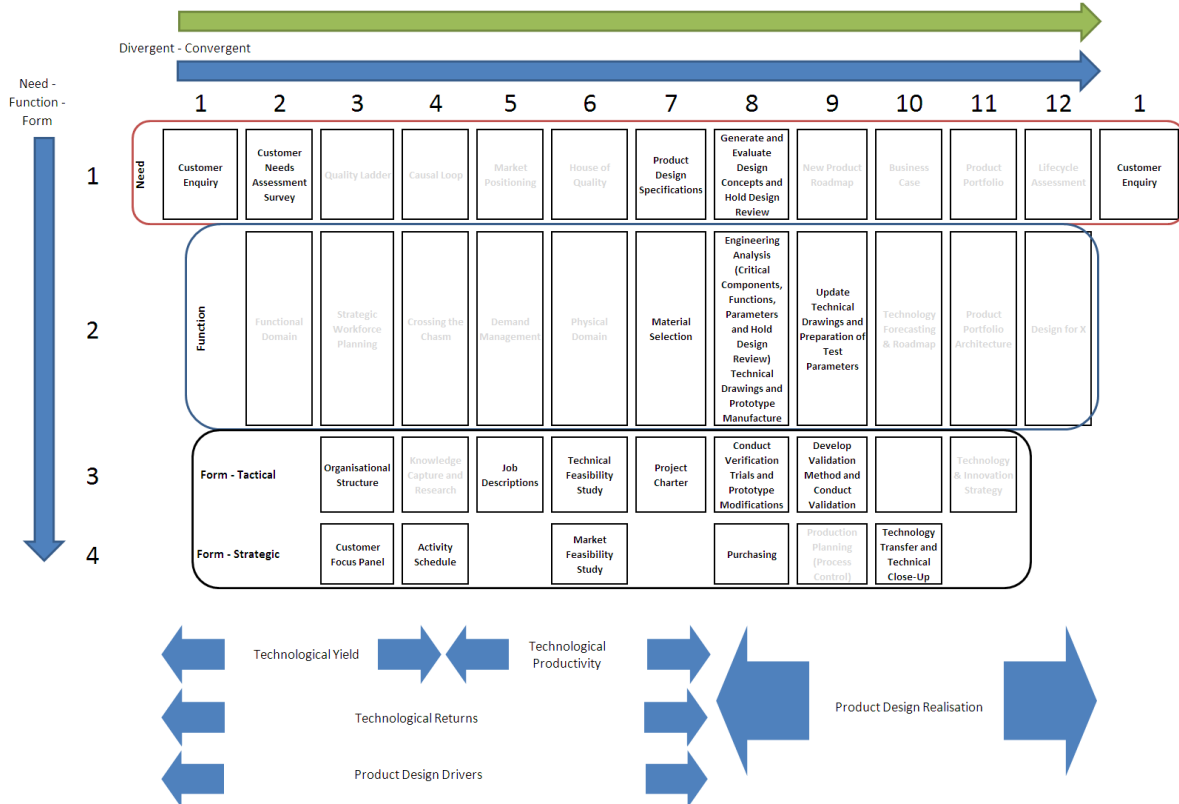 Divergent - Convergent
Need -
Function -
Form
1 2 3 4 5 6 7 8 9 10 11 12 1
1
Need
Customer
Enquiry
Customer
Needs
Assessment
Survey
Quality Ladder
Causal Loop
Market
Positioning
House of
Quality
Product
Design
Specifications
Generate and
Evaluate
Design
Concepts and
Hold Design
Review
New Product
Roadmap
Business
Case
Product
Portfolio
Lifecycle
Assessment
Customer
Enquiry
2
Function
Functional
Domain
Strategic
Workforce
Planning
Crossing the
Chasm
Demand
Management
Physical
Domain
Material
Selection
Engineering
Analysis
(Critical
Components,
Functions,
Parameters
and Hold
Design
Review)
Technical
Drawings and
Prototype
Manufacture
Update
Technical
Drawings and
Preparation of
Test
Parameters
Technology
Forecasting
& Roadmap
Product
Portfolio
Architecture
Design for X
3
Form - Tactical
Organisational
Structure
Knowledge
Capture and
Research
Job
Descriptions
Technical
Feasibility
Study
Project
Charter
Conduct
Verification
Trials and
Prototype
Modifications
Develop
Validation
Method and
Conduct
Validation
Technology
& Innovation
Strategy
4
Form - Strategic
Customer
Focus Panel
Activity
Schedule
Market
Feasibility
Study
Purchasing
Production
Planning
(Process
Control)
Technology
Transfer and
Technical
Close-Up
Technological Yield
Technological
Productivity
Technological Returns
Product Design Realisation
Product Design Drivers